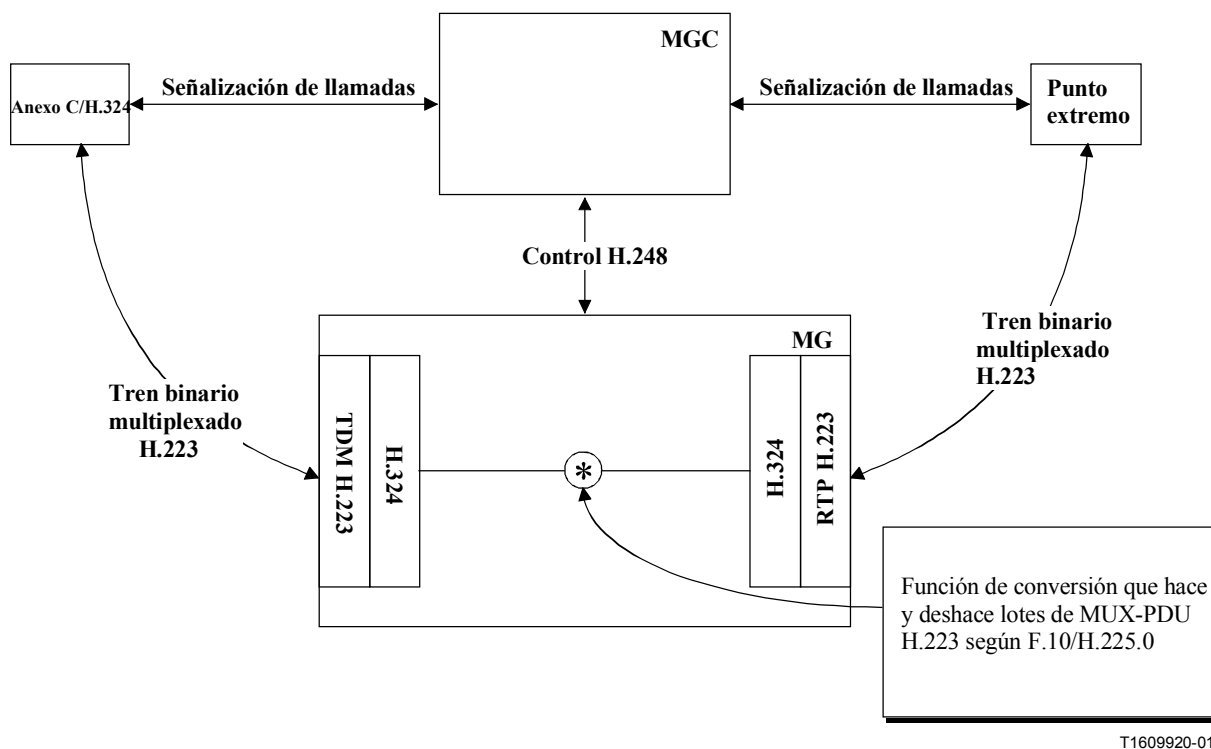 MGC
Señalización de llamadas
Señalización de llamadas
Anexo C/H.324
Punto
extremo
Control H.248
MG
Tren binario
multiplexado
H.223
Tren binario
multiplexado
H.223
TDM H.223
H.324
*
H.324
RTP H.223
Función de conversión que hace
y deshace lotes de MUX-PDU
H.223 según F.10/H.225.0
T1609920-01